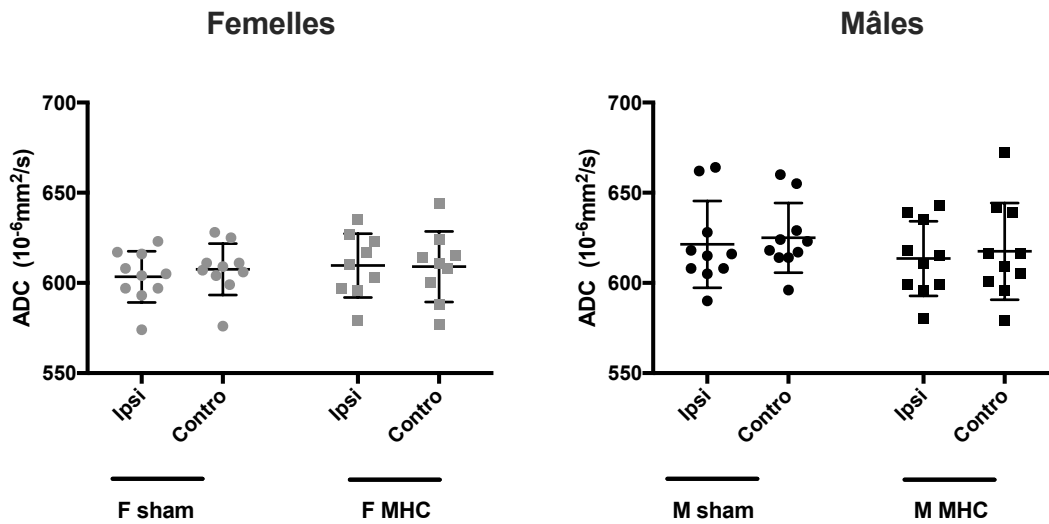 Femelles
700
650
600
550
ADC (10-6mm2/s)
Ipsi
Contro
Ipsi
Contro
F sham
F MHC
Mâles
700
650
600
550
ADC (10-6mm2/s)
Ipsi
Contro
Ipsi
Contro
M sham
M MHC